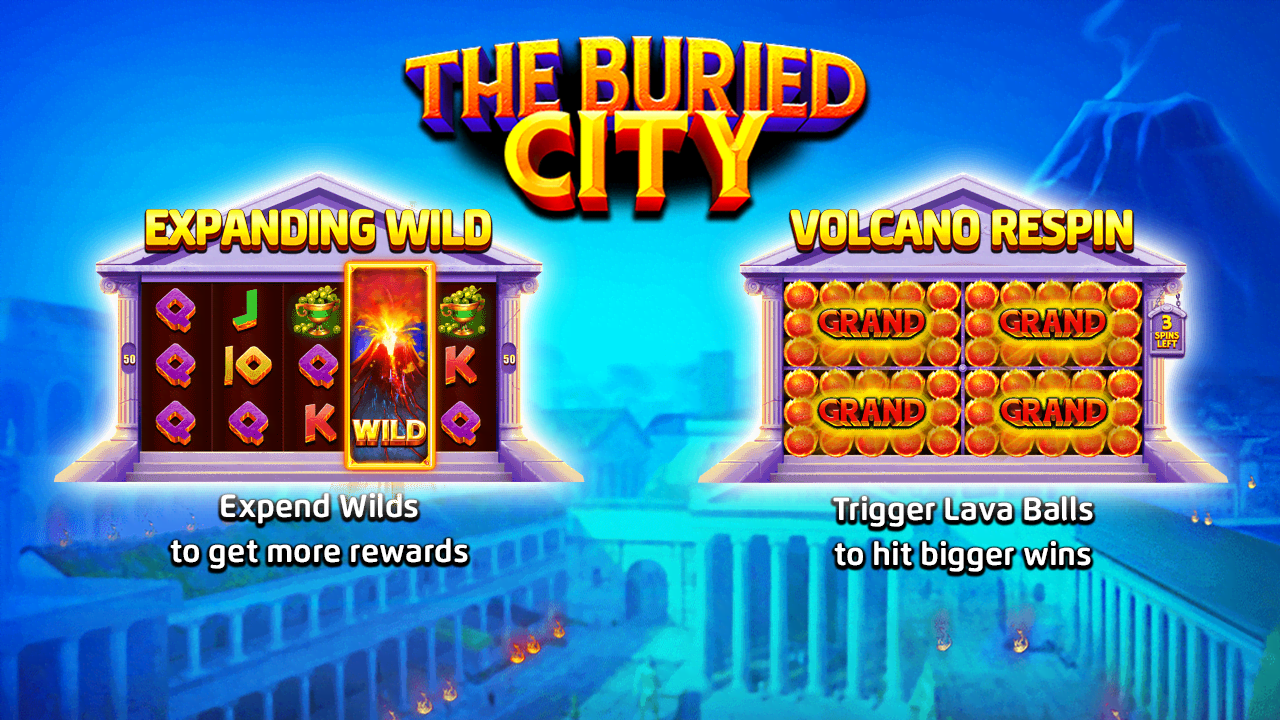 THE BURIED
CITY
EXPANDING WILD
50
Q J
Q 10 Q K
Q Q K Q
WILD
50
Expend Wilds
to get more rewards
VOLCANO RESPIN
GRAND GRAND
GRAND GRAND
3
SPINS
LEFT
Trigger Lava Balls
to hit bigger wins